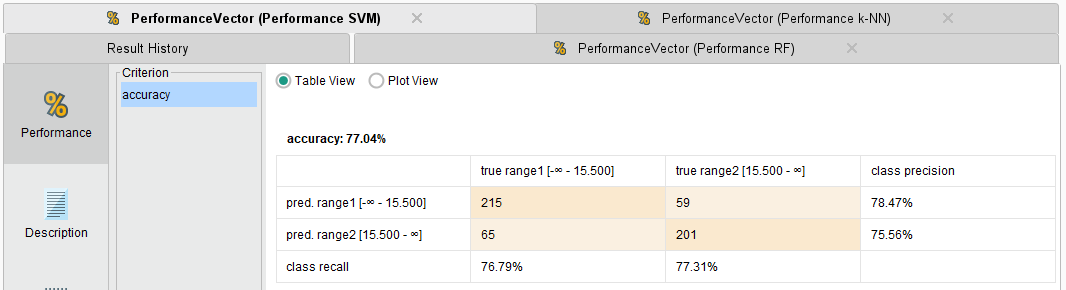 PerformanceVector (Performance SVM)
PerformanceVector (Performance k-NN)
Result History
PerformanceVector (Performance RF)
% Performance
Description
Criterion
accuracy
Table View
Plot View
accuracy: 77.04%
true range1 [-∞ - 15.500] true range2 [15.500 - ∞] class precision
pred. range1 [-∞ - 15.500] 215 59 78.47%
pred. range2 [15.500 - ∞] 65 201 75.56%
class recall 76.79% 77.31%